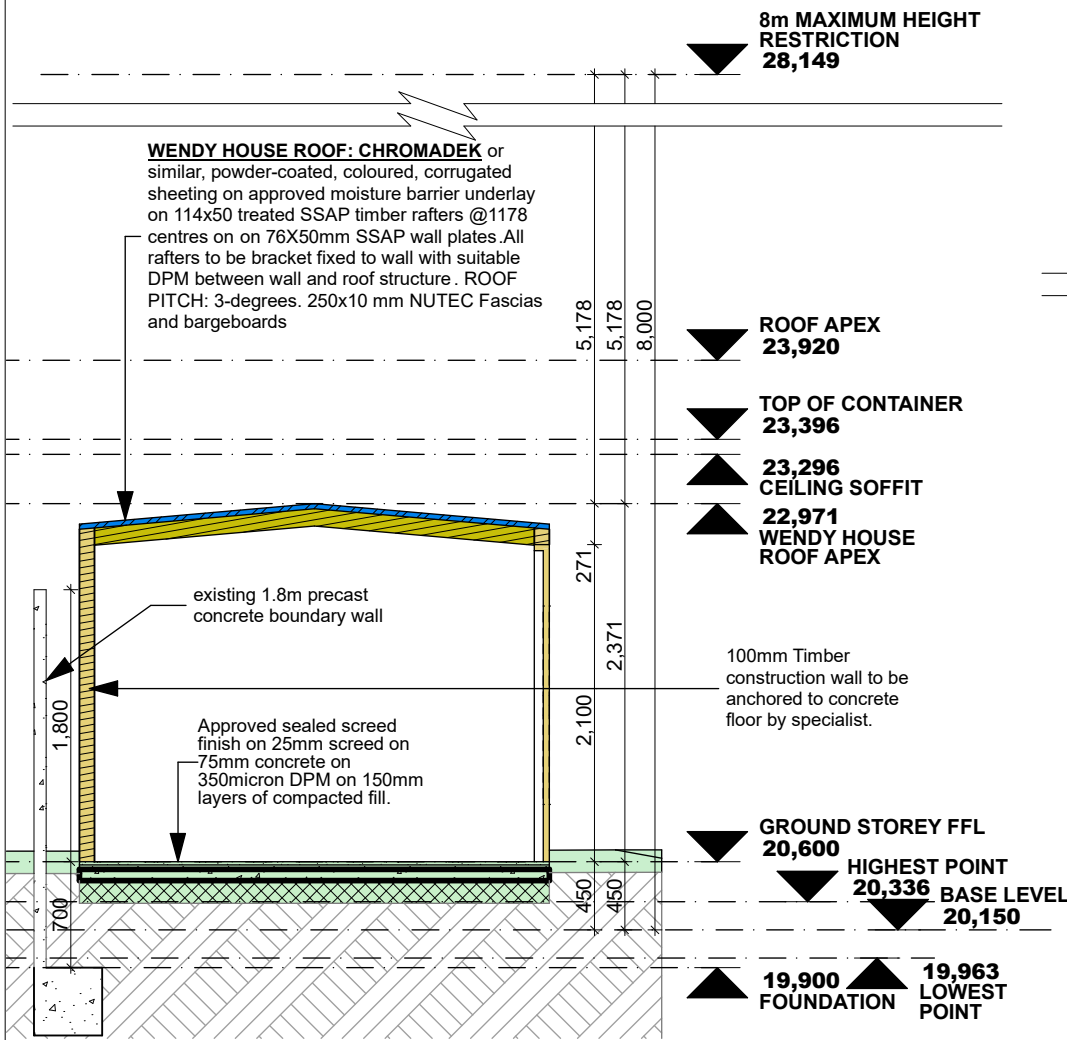 8m MAXIMUM HEIGHT
RESTRICTION
28,149
WENDY HOUSE ROOF: CHROMADEK or
similar, powder-coated, coloured, corrugated
sheeting on approved moisture barrier underlay
on 114x50 treated SSAP timber rafters @1178
centres on on 76X50mm SSAP wall plates.All
rafters to be bracket fixed to wall with suitable
DPM between wall and roof structure. ROOF
PITCH: 3-degrees. 250x10 mm NUTEC Fascias
and bargeboards
5,178
5,178
8,000
ROOF APEX
23,920
TOP OF CONTAINER
23,396
23,296
CEILING SOFFIT
22,971
WENDY HOUSE
ROOF APEX
271
2,371
2,100
existing 1.8m precast
concrete boundary wall
100mm Timber
construction wall to be
anchored to concrete
floor by specialist.
1,800
Approved sealed screed
finish on 25mm screed on
75mm concrete on
350micron DPM on 150mm
layers of compacted fill.
GROUND STOREY FFL
20,600
HIGHEST POINT
20,336
BASE LEVEL
20,150
700
450
450
19,900
FOUNDATION
19,963
LOWEST
POINT